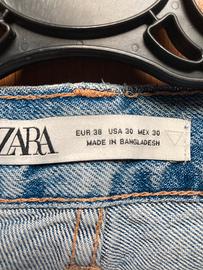 ZARA
EUR 38 USA 30 MEX 30
MADE IN BANGLADESH